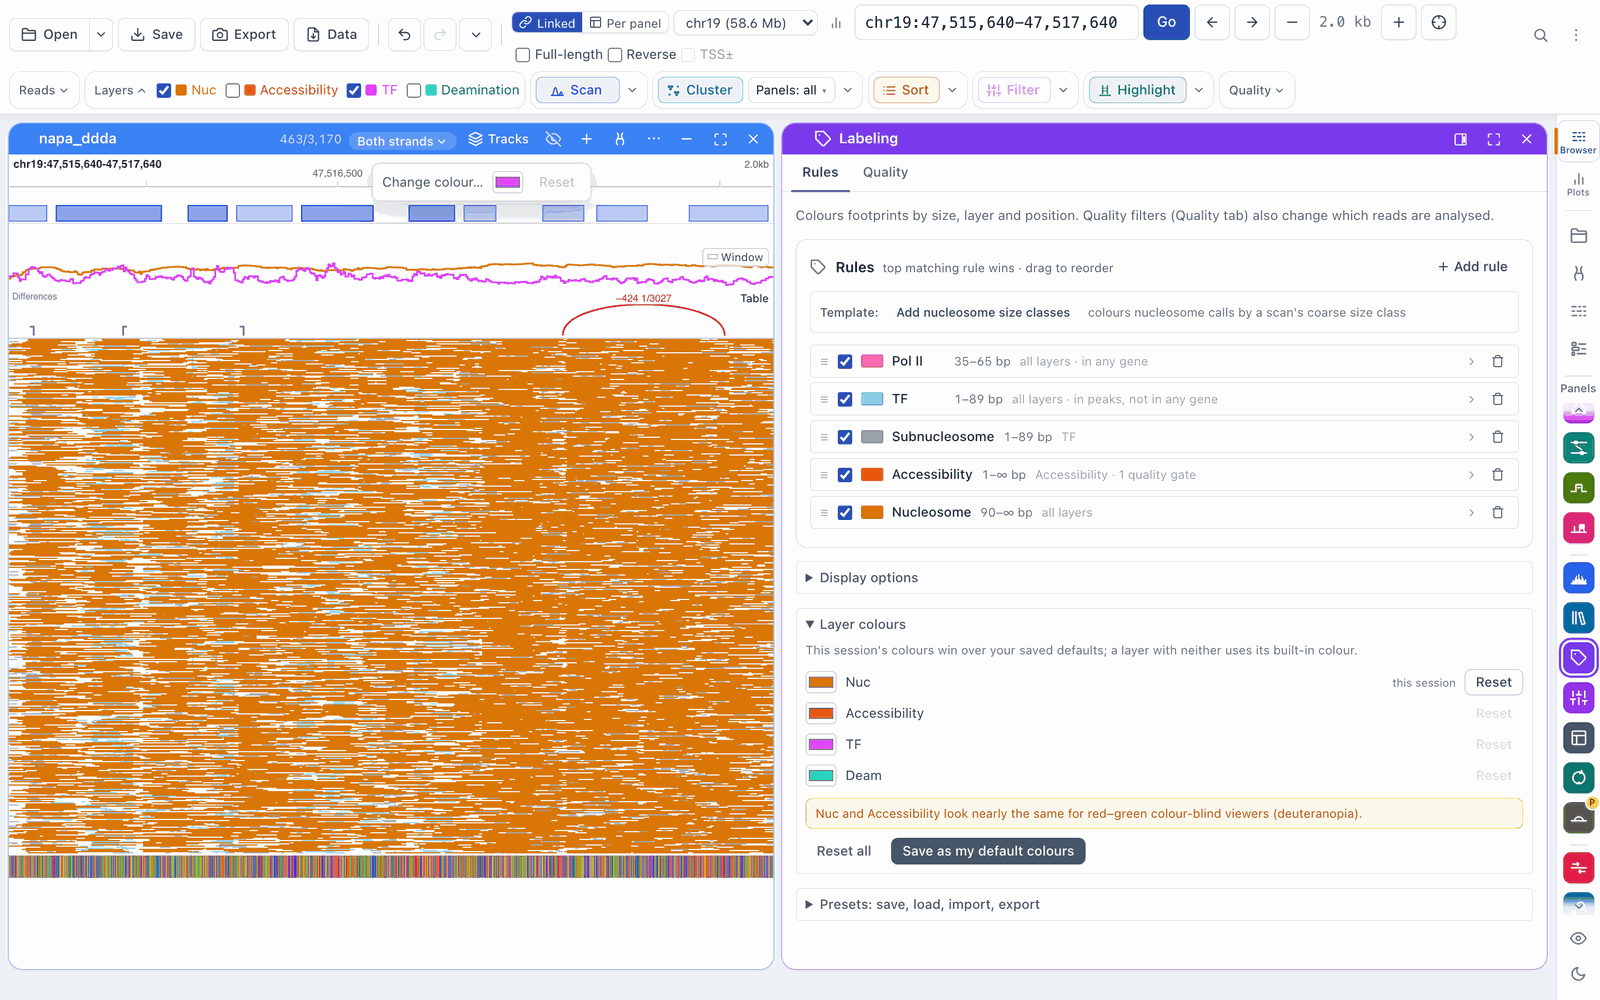 Open
Save
Export
Data
Linked
Per panel
chr19 (58.6 Mb)
chr19:47,515,640–47,517,640
Go
2.0 kb
Full-length
Reverse
TSS±
Reads
Layers
Nuc
Accessibility
TF
Deamination
Scan
Cluster
Panels: all
Sort
Filter
Highlight
Quality
napa_ddda
463/3,170
Both strands
Tracks
chr19:47,515,640-47,517,640
47,516,500
2.0kb
Change colour...
Reset
Window
Differences
−424 1/3027
Table
Labeling
Rules
Quality
Colours footprints by size, layer and position. Quality filters (Quality tab) also change which reads are analysed.
Rules top matching rule wins · drag to reorder
+ Add rule
Template: Add nucleosome size classes colours nucleosome calls by a scan's coarse size class
Pol II 35–65 bp all layers · in any gene
TF 1–89 bp all layers · in peaks, not in any gene
Subnucleosome 1–89 bp TF
Accessibility 1–∞ bp Accessibility · 1 quality gate
Nucleosome 90–∞ bp all layers
Display options
Layer colours
This session's colours win over your saved defaults; a layer with neither uses its built-in colour.
Nuc this session Reset
Accessibility Reset
TF Reset
Deam Reset
Nuc and Accessibility look nearly the same for red–green colour-blind viewers (deuteranopia).
Reset all
Save as my default colours
Presets: save, load, import, export
Browser
Plots
Panels
P